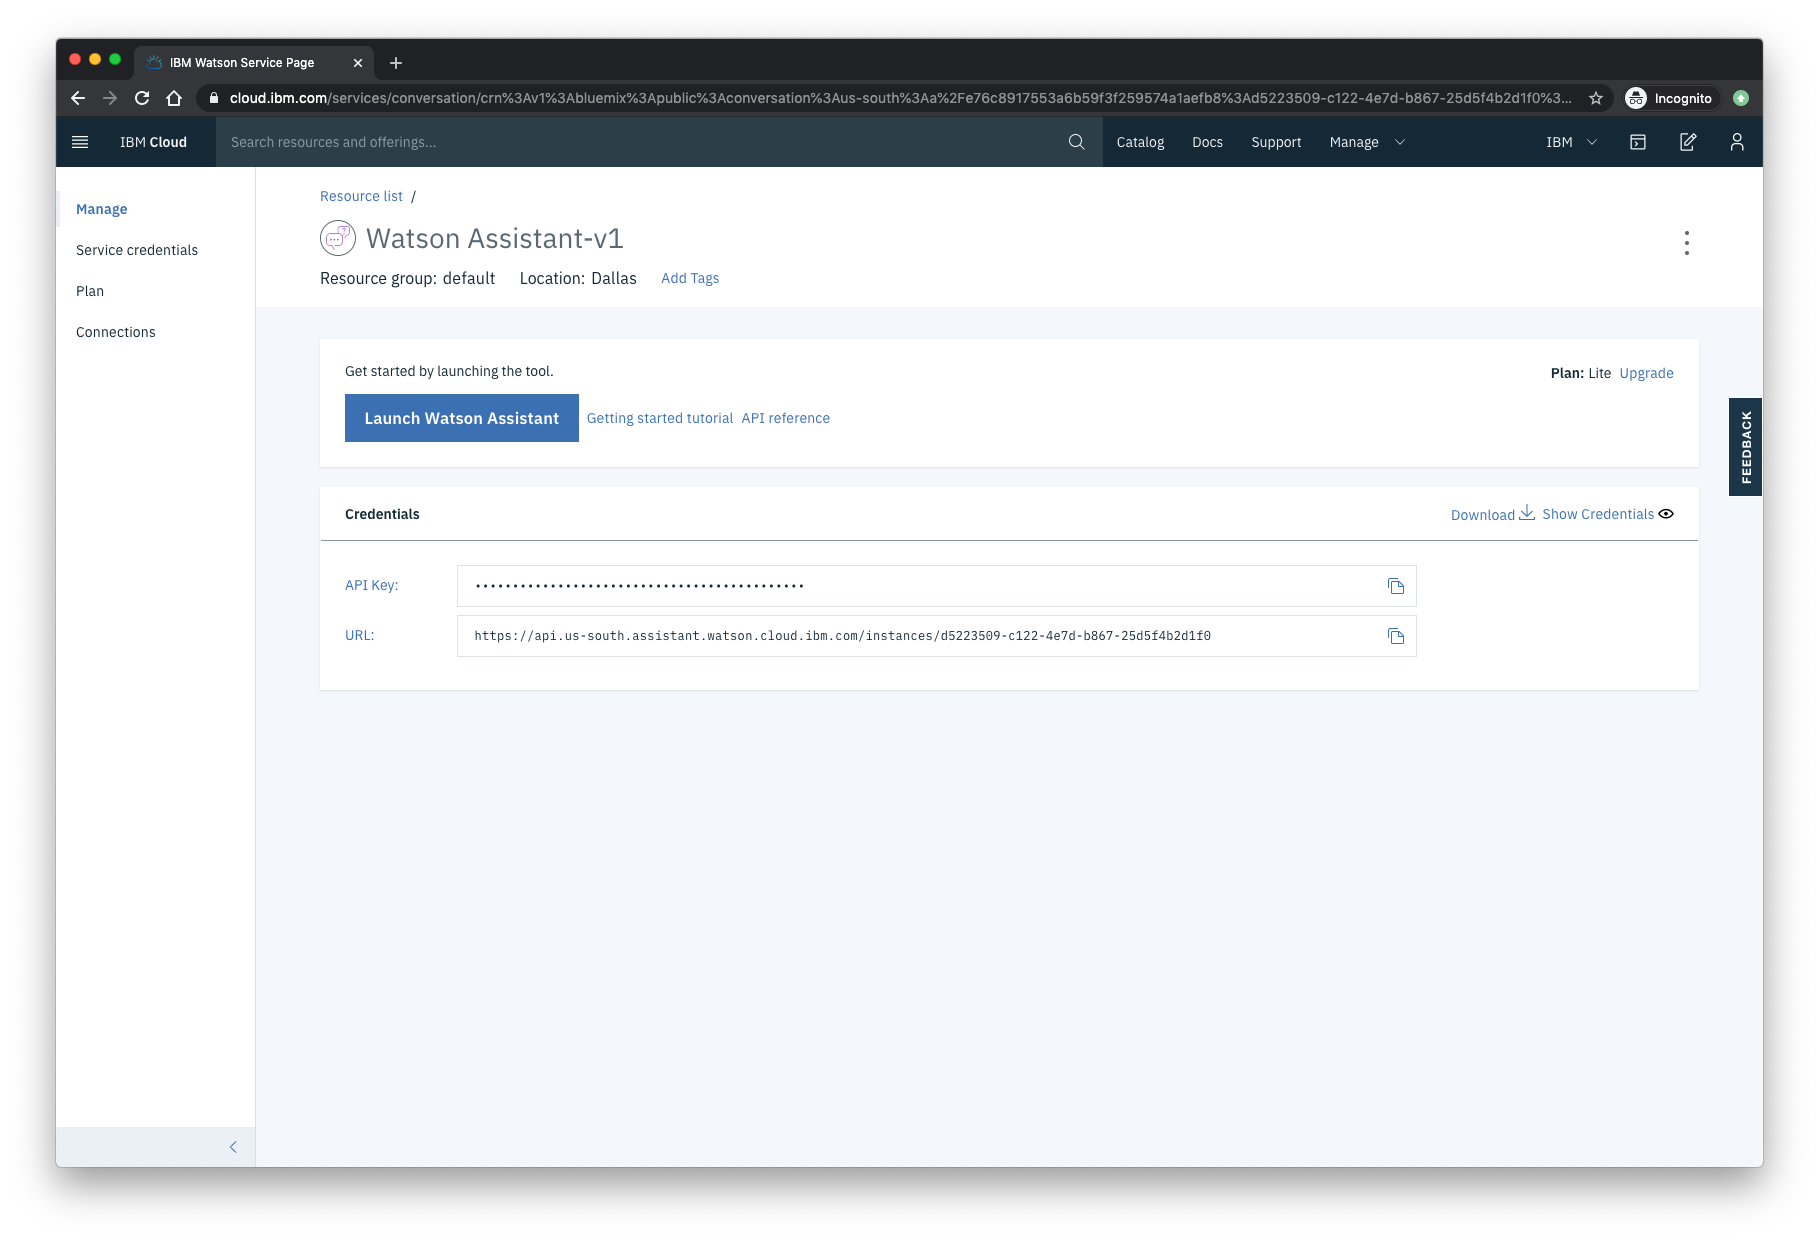 IBM Watson Service Page
cloud.ibm.com/services/conversation/crn%3Av1%3Abluemix%3Apublic%3Aconversation%3Aus-south%3Aa%2Fe76c8917553a6b59f3f259574a1aefb8%3Ad5223509-c122-4e7d-b867-25d5f4b2d1f0%3...
Incognito
IBM Cloud
Search resources and offerings...
Catalog
Docs
Support
Manage
IBM
Manage
Service credentials
Plan
Connections
Resource list /
Watson Assistant-v1
Resource group: default Location: Dallas Add Tags
Get started by launching the tool.
Plan: Lite Upgrade
Launch Watson Assistant
Getting started tutorial API reference
FEEDBACK
Credentials
Download
Show Credentials
API Key:
••••••••••••••••••••••••••••••••••••••••••••
URL:
https://api.us-south.assistant.watson.cloud.ibm.com/instances/d5223509-c122-4e7d-b867-25d5f4b2d1f0